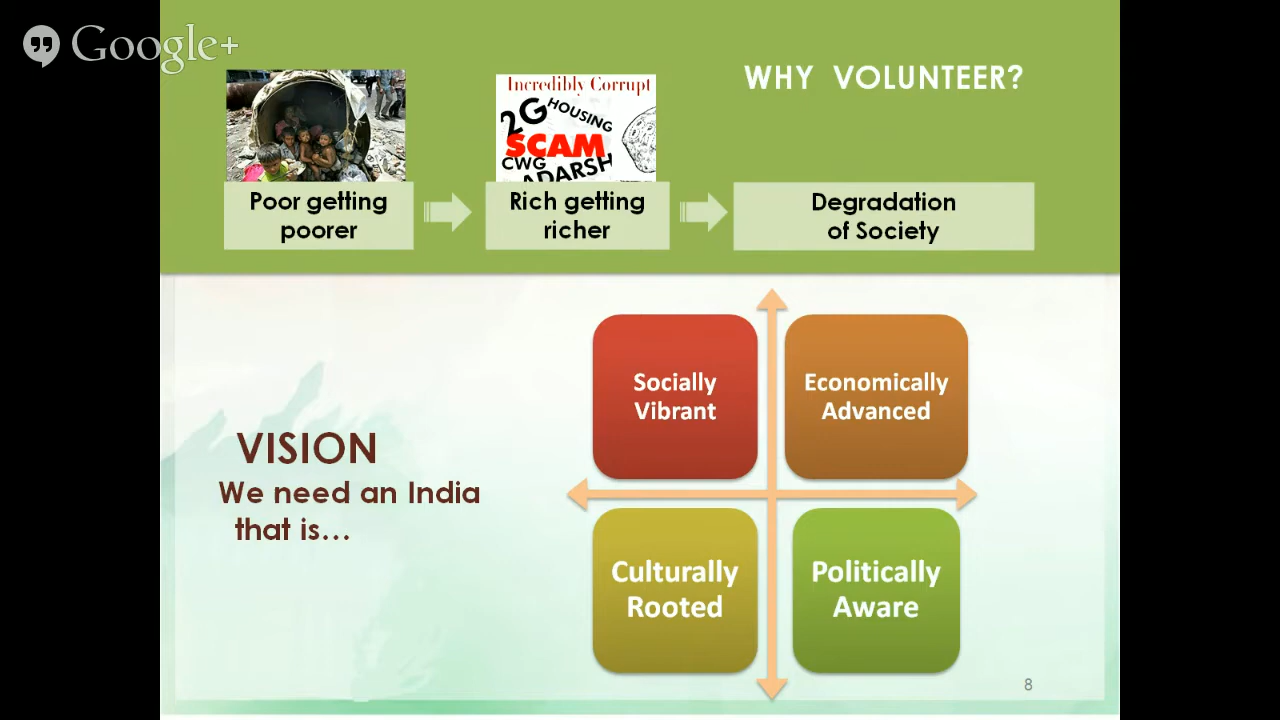 Google+
WHY VOLUNTEER?
Incredibly Corrupt
2G HOUSING
SCAM
CWG
ADARSH
Poor getting
poorer
Rich getting
richer
Degradation
of Society
VISION
We need an India
that is...
Socially
Vibrant
Economically
Advanced
Culturally
Rooted
Politically
Aware
8